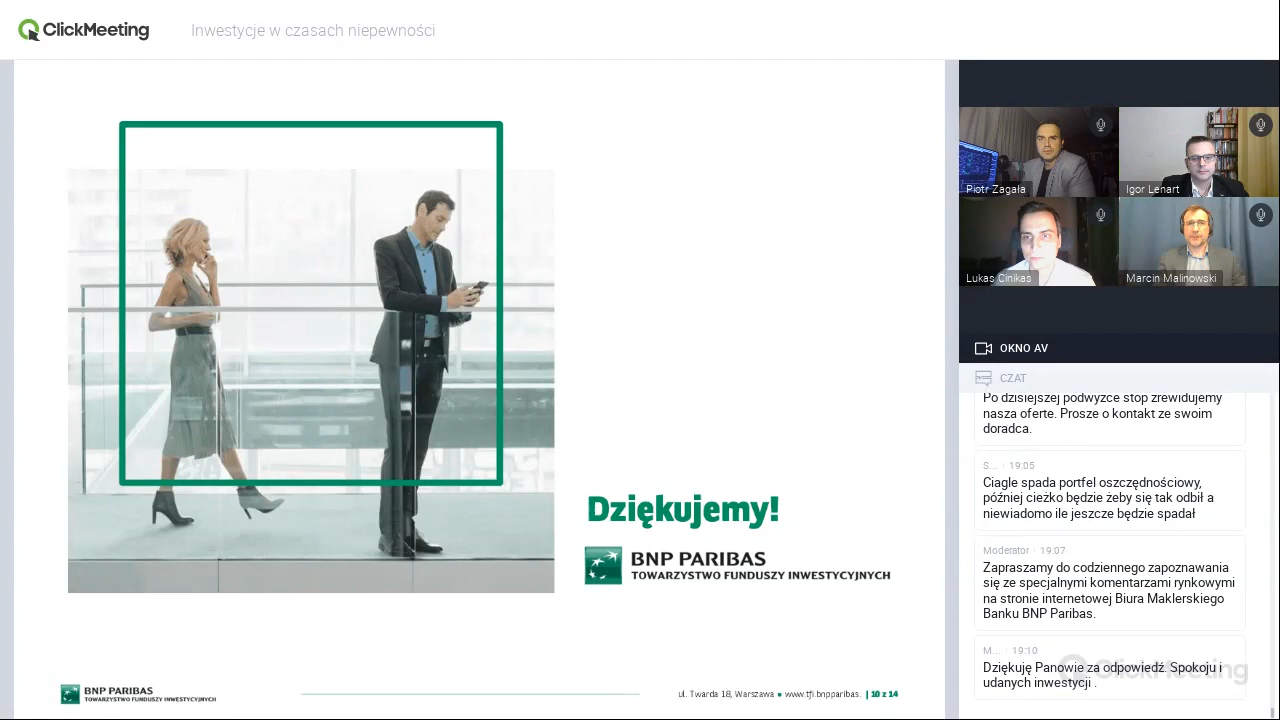 ClickMeeting
Inwestycje w czasach niepewności
Dziękujemy!
BNP PARIBAS
TOWARZYSTWO FUNDUSZY INWESTYCYJNYCH
BNP PARIBAS
TOWARZYSTWO FUNDUSZY INWESTYCYJNYCH
ul. Twarda 18, Warszawa ■ www.tfi.bnpparibas. | 10 z 14
Piotr Zagała
Igor Lenart
Lukas Cinikas
Marcin Malinowski
OKNO AV
CZAT
Po dzisiejszej podwyzce stop zrewidujemy
nasza oferte. Prosze o kontakt ze swoim
doradca.
S... 19:05
Ciagle spada portfel oszczędnościowy,
później cieżko będzie żeby się tak odbił a
niewiadomo ile jeszcze będzie spadał
Moderator · 19:07
Zapraszamy do codziennego zapoznawania
się ze specjalnymi komentarzami rynkowymi
na stronie internetowej Biura Maklerskiego
Banku BNP Paribas.
M... 19:10
Dziękuję Panowie za odpowiedź. Spokoju i
udanych inwestycji .
ClickMeeting